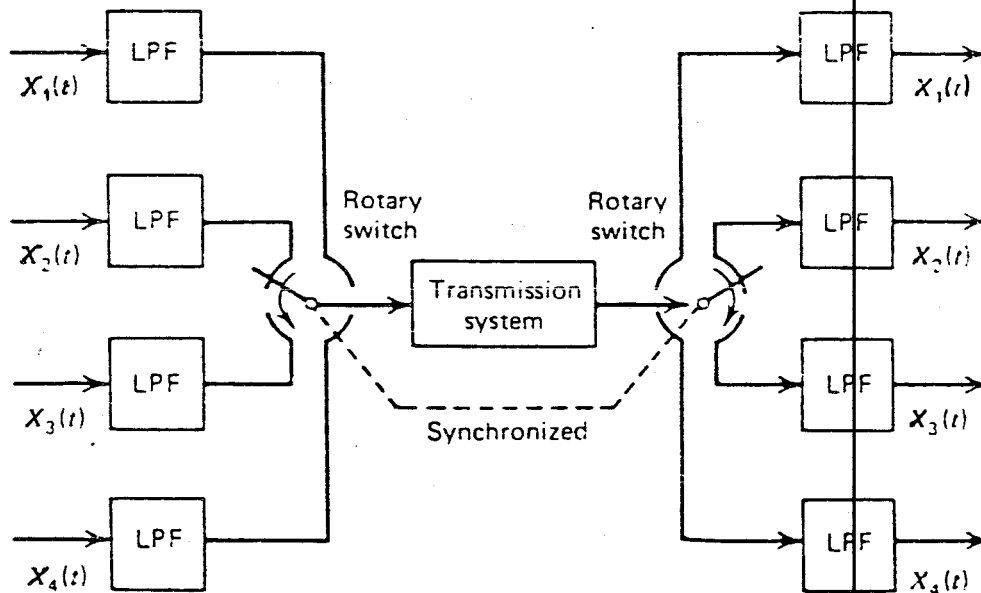 LPF
X₁(t)
LPF
X₂(t)
LPF
X₃(t)
LPF
X₄(t)
Rotary
switch
Transmission
system
Synchronized
Rotary
switch
LPF
X₁(t)
LPF
X₂(t)
LPF
X₃(t)
LPF
X₄(t)